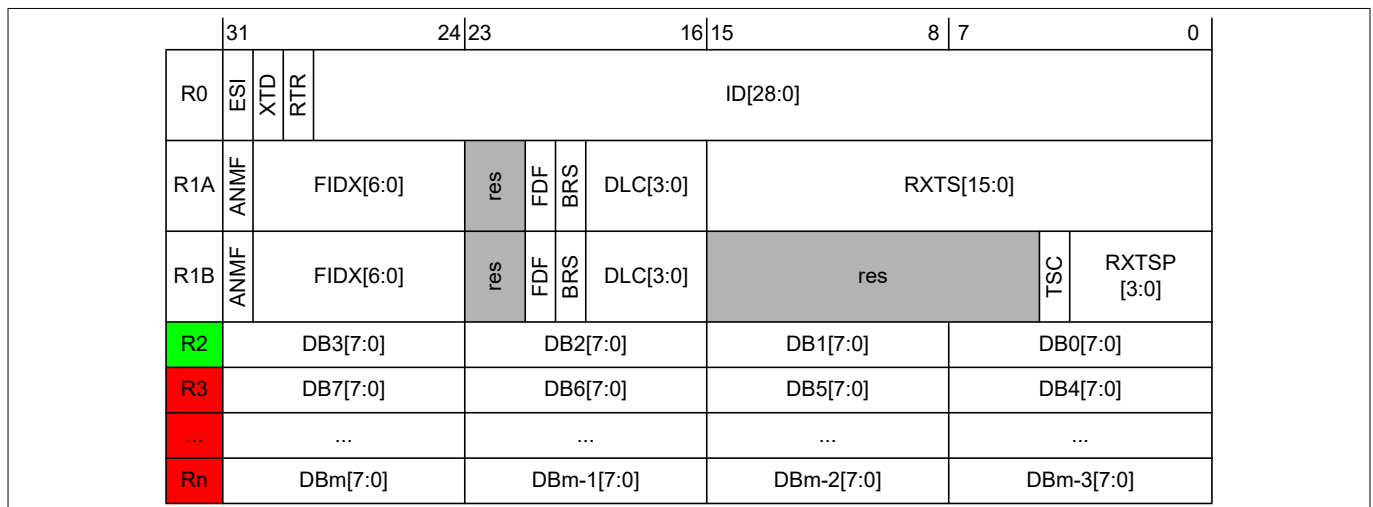 31 24 23 16 15 8 7 0
R0 ESI XTD RTR ID[28:0]
R1A ANMF FIDX[6:0] res FDF BRS DLC[3:0] RXTS[15:0]
R1B ANMF FIDX[6:0] res FDF BRS DLC[3:0] res TSC RXTSP
[3:0]
R2 DB3[7:0] DB2[7:0] DB1[7:0] DB0[7:0]
R3 DB7[7:0] DB6[7:0] DB5[7:0] DB4[7:0]
... ... ... ... ...
Rn DBm[7:0] DBm-1[7:0] DBm-2[7:0] DBm-3[7:0]